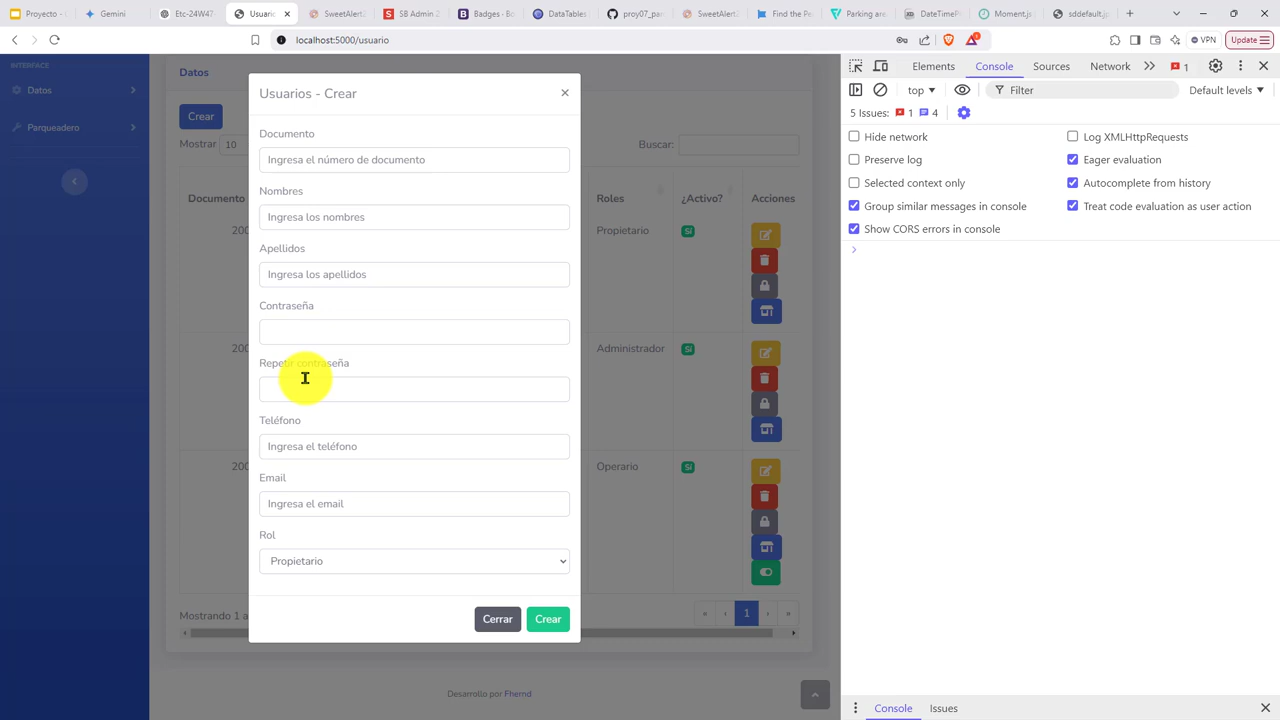 Proyecto -
Gemini
Etc-24W47
Usuario
SweetAlert2
SB Admin 2
Badges - Bo
DataTables
proy07_pa
SweetAlert2
Find the Pe
Parking are
DateTimePi
Moment.js
sddefault.jp
localhost:5000/usuario
VPN
Update
INTERFACE
Datos
Parqueadero
Datos
Crear
Mostrar 10
Buscar:
Documento
Roles
¿Activo?
Acciones
200
Propietario
Sí
200
Administrador
Sí
200
Operario
Sí
Mostrando 1 a
« ‹ 1 › »
Desarrollo por Fhernd
Usuarios - Crear
×
Documento
Ingresa el número de documento
Nombres
Ingresa los nombres
Apellidos
Ingresa los apellidos
Contraseña
Repetir contraseña
Teléfono
Ingresa el teléfono
Email
Ingresa el email
Rol
Propietario
Cerrar
Crear
Elements
Console
Sources
Network
1
top
Filter
Default levels
5 Issues: 1 4
Hide network
Log XMLHttpRequests
Preserve log
Eager evaluation
Selected context only
Autocomplete from history
Group similar messages in console
Treat code evaluation as user action
Show CORS errors in console
Console
Issues